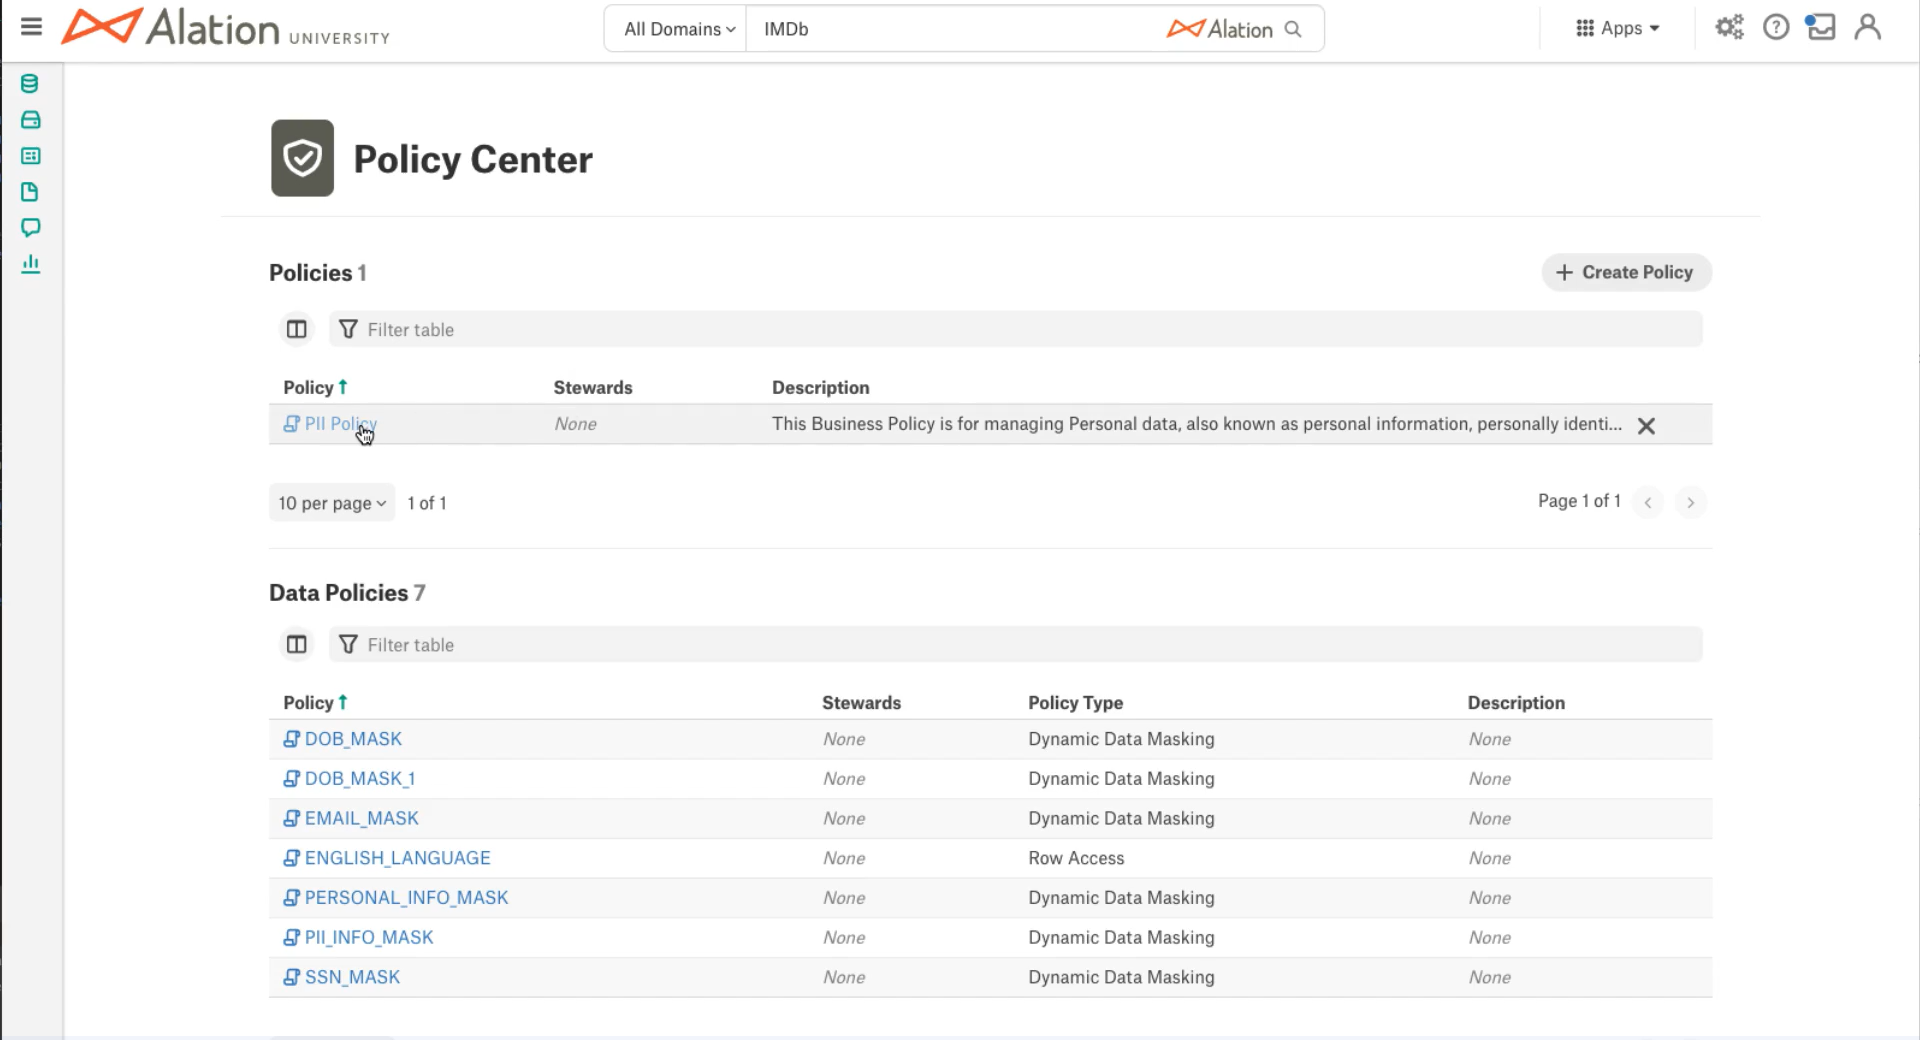 Alation UNIVERSITY
All Domains IMDb Alation Apps
Policy Center
Policies 1
Create Policy
Filter table
Policy Stewards Description
PII Policy None This Business Policy is for managing Personal data, also known as personal information, personally identi...
10 per page 1 of 1 Page 1 of 1
Data Policies 7
Filter table
Policy Stewards Policy Type Description
DOB_MASK None Dynamic Data Masking None
DOB_MASK_1 None Dynamic Data Masking None
EMAIL_MASK None Dynamic Data Masking None
ENGLISH_LANGUAGE None Row Access None
PERSONAL_INFO_MASK None Dynamic Data Masking None
PII_INFO_MASK None Dynamic Data Masking None
SSN_MASK None Dynamic Data Masking None